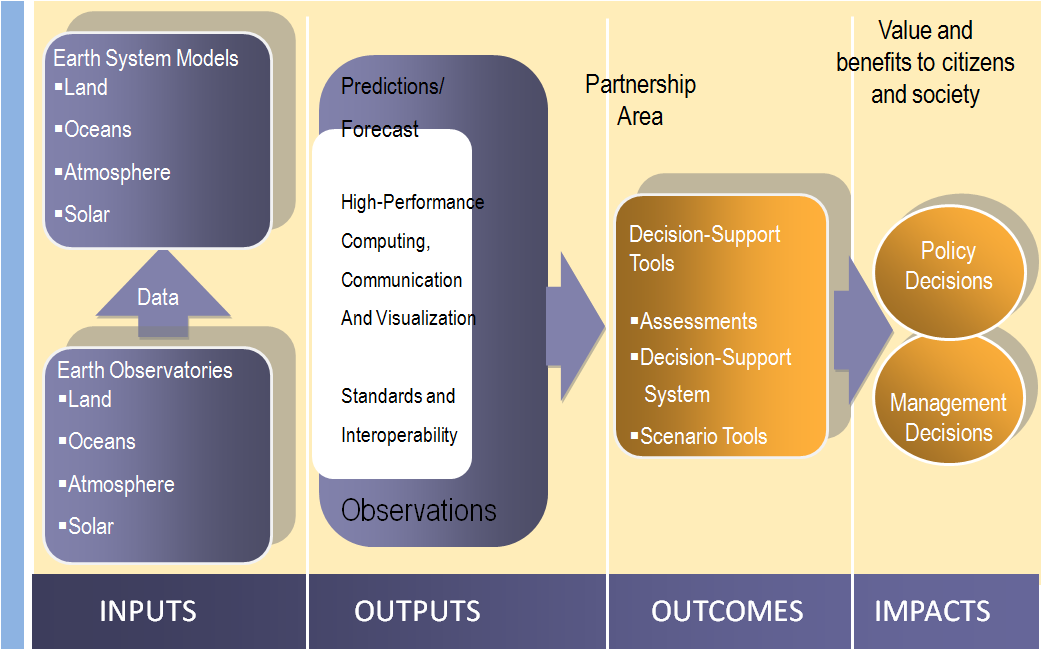 Earth System Models
▪Land
▪Oceans
▪Atmosphere
▪Solar
Data
Earth Observatories
▪Land
▪Oceans
▪Atmosphere
▪Solar
INPUTS
Predictions/
Forecast
High-Performance
Computing,
Communication
And Visualization
Standards and
Interoperability
Observations
OUTPUTS
Partnership
Area
Decision-Support
Tools
▪Assessments
▪Decision-Support
System
▪Scenario Tools
OUTCOMES
Value and
benefits to citizens
and society
Policy
Decisions
Management
Decisions
IMPACTS